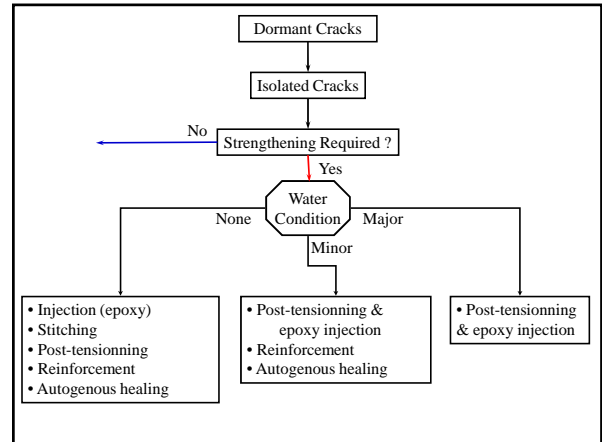 Dormant Cracks
Isolated Cracks
No
Strengthening Required ?
Yes
Water
Condition
None
Major
Minor
• Injection (epoxy)
• Stitching
• Post-tensionning
• Reinforcement
• Autogenous healing
• Post-tensionning &
epoxy injection
• Reinforcement
• Autogenous healing
• Post-tensionning
& epoxy injection